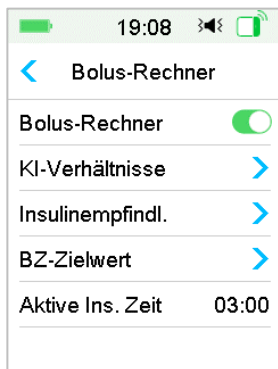 19:08
Bolus-Rechner
Bolus-Rechner
KI-Verhältnisse
Insulinempfindl.
BZ-Zielwert
Aktive Ins. Zeit 03:00